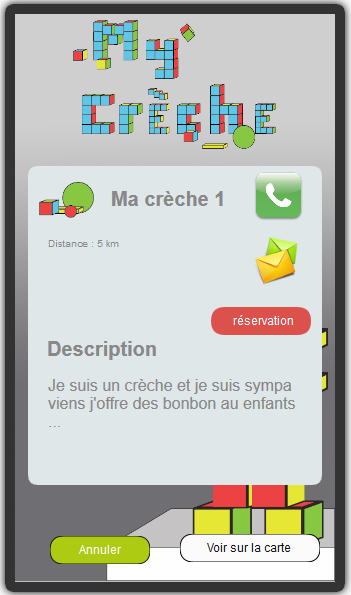 My
Crèche
Ma crèche 1
Distance : 5 km
réservation
Description
Je suis un crèche et je suis sympa
viens j'offre des bonbon au enfants
...
Annuler
Voir sur la carte